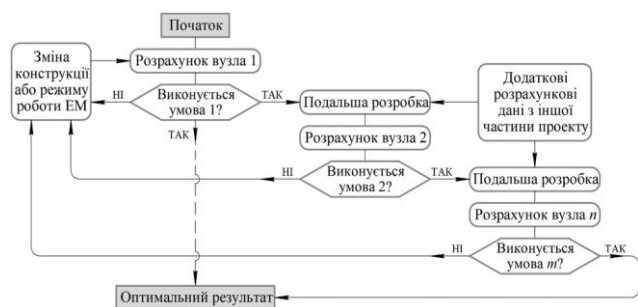 Початок
Зміна
конструкції
або режиму
роботи ЕМ
Розрахунок вузла 1
НІ
Виконується
умова 1?
ТАК
ТАК
Подальша розробка
Додаткові
розрахункові
дані з іншої
частини проекту
Розрахунок вузла 2
НІ
Виконується
умова 2?
ТАК
Подальша розробка
Розрахунок вузла n
НІ
Виконується
умова m?
ТАК
Оптимальний результат